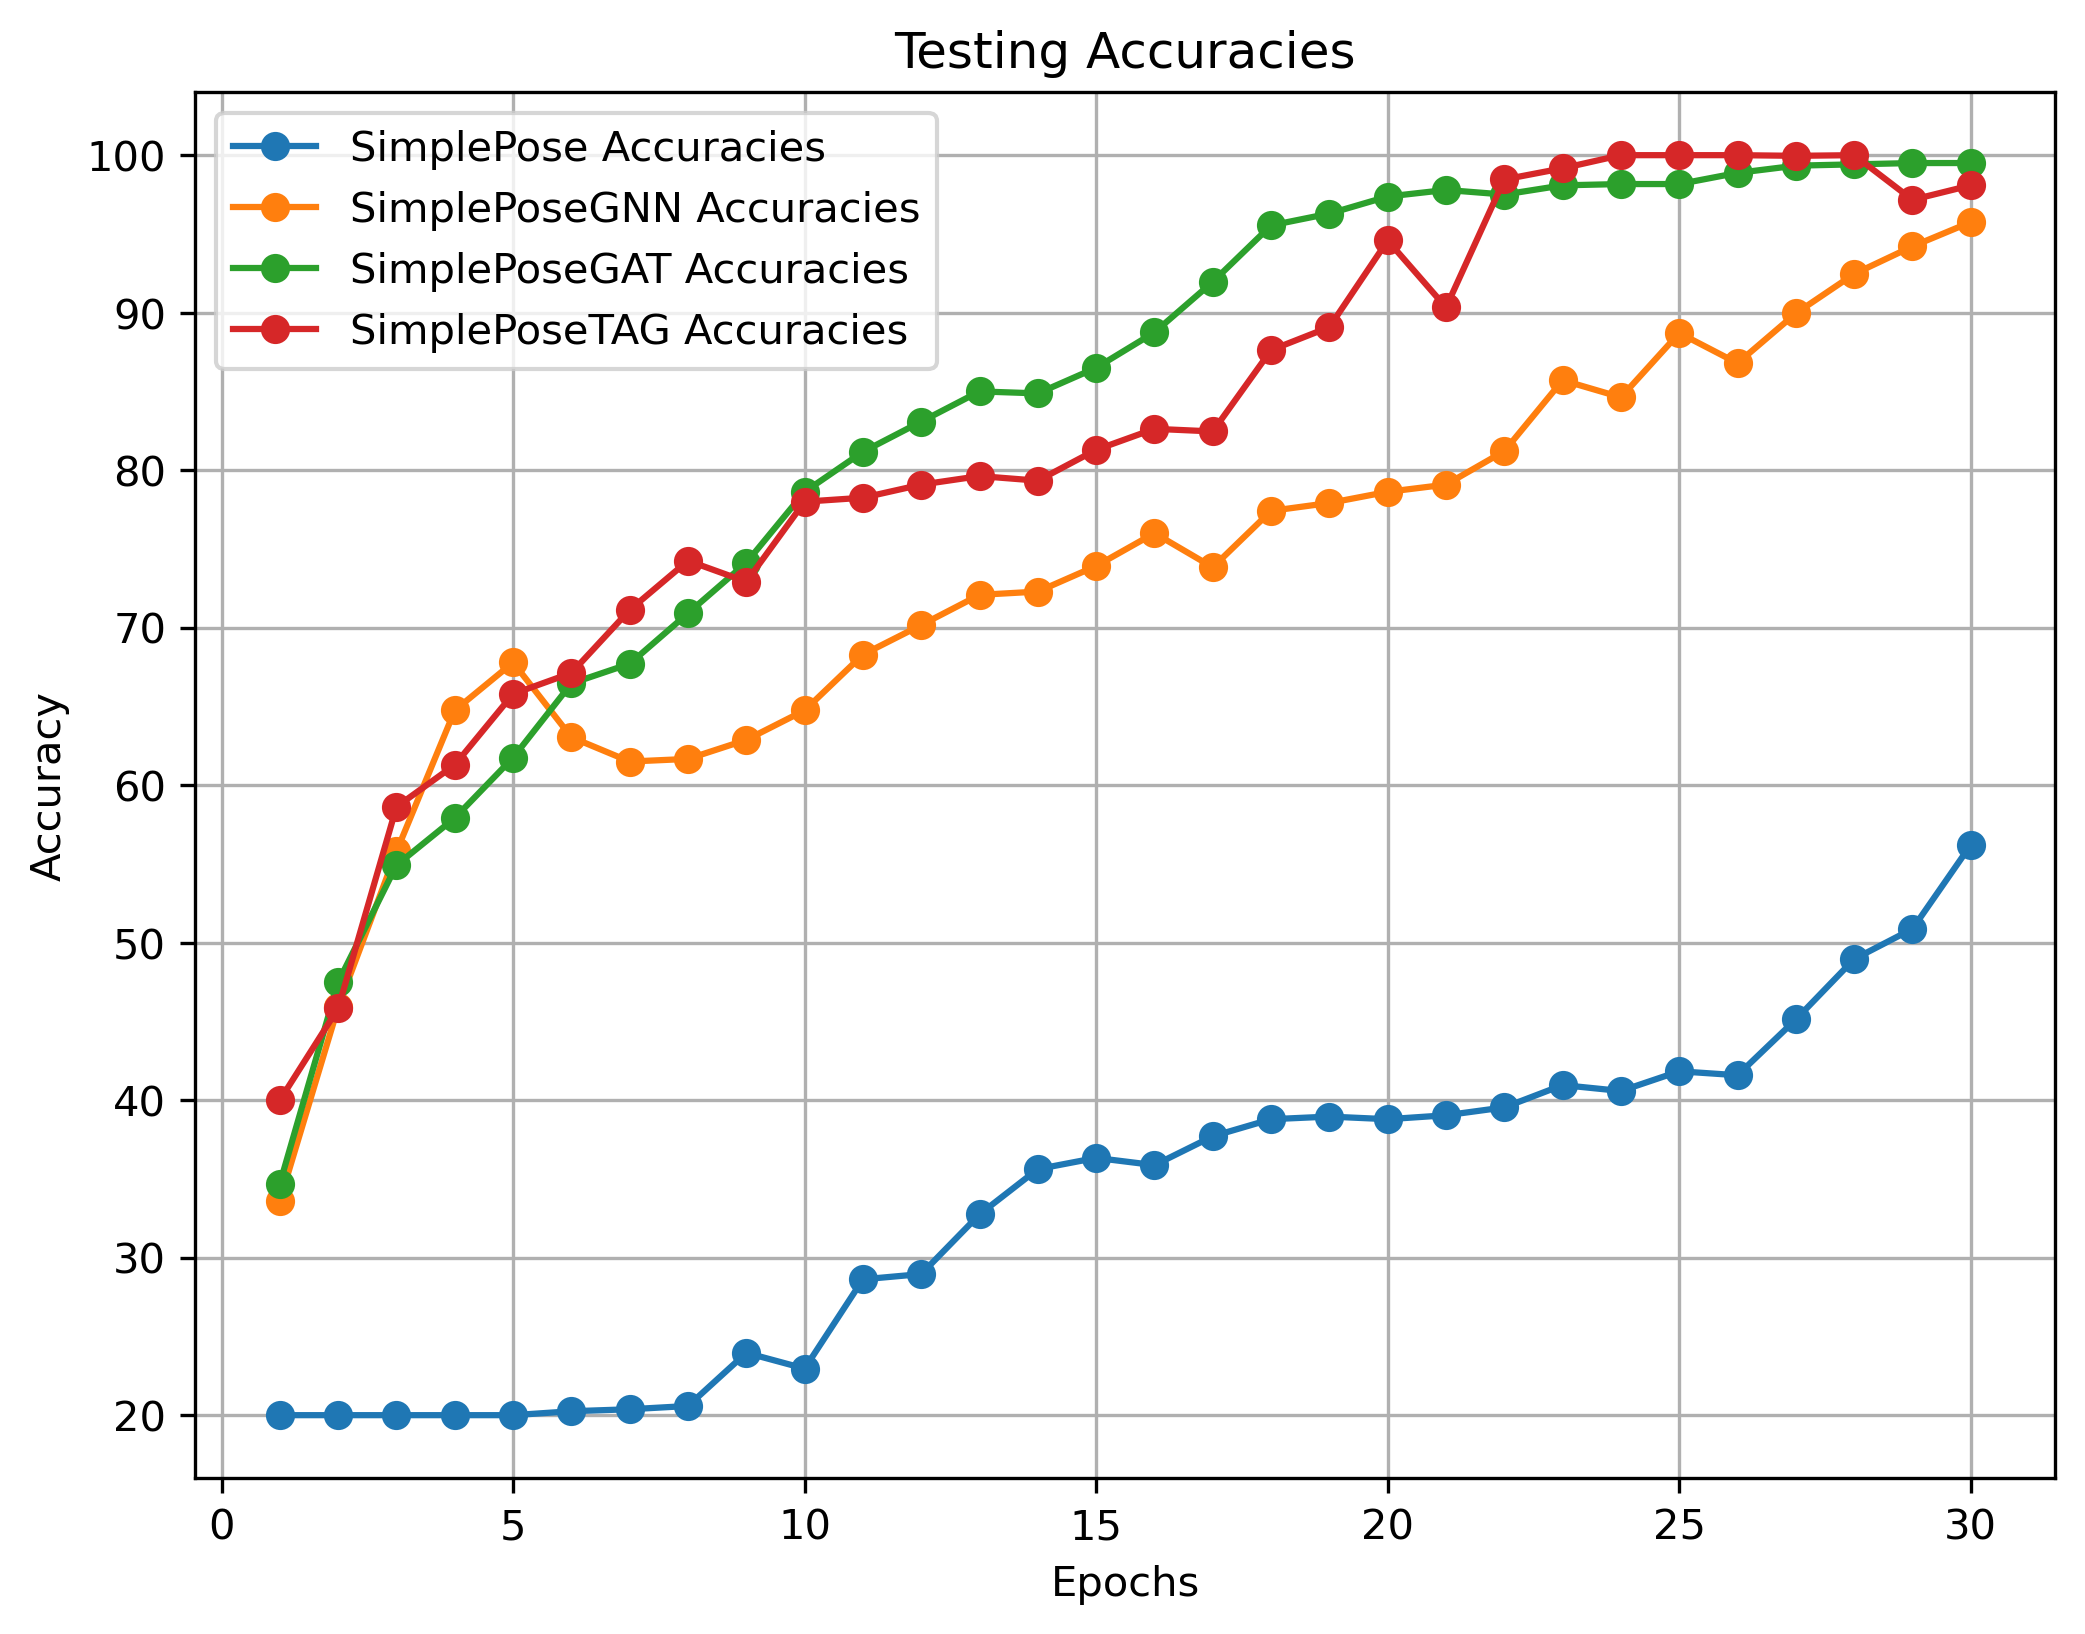 Testing Accuracies
SimplePose Accuracies
SimplePoseGNN Accuracies
SimplePoseGAT Accuracies
SimplePoseTAG Accuracies
Accuracy
100
90
80
70
60
50
40
30
20
0 5 10 15 20 25 30
Epochs